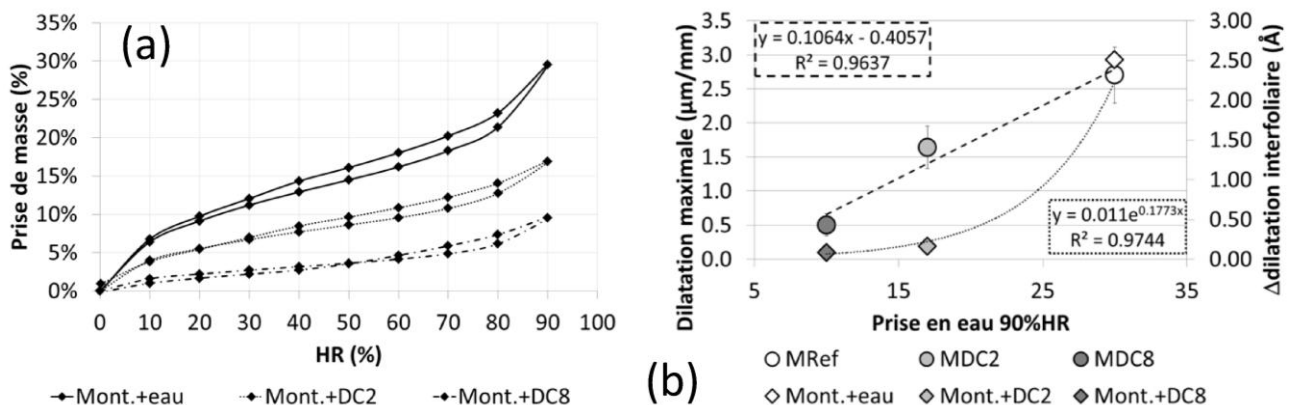 (a)
Prise de masse (%)
35%
30%
25%
20%
15%
10%
5%
0%
0 10 20 30 40 50 60 70 80 90 100
HR (%)
Mont.+eau Mont.+DC2 Mont.+DC8
(b)
Dilatation maximale (µm/mm)
3.5
3.0
2.5
2.0
1.5
1.0
0.5
0.0
y = 0.1064x - 0.4057
R² = 0.9637
y = 0.011e^0.1773x
R² = 0.9744
3.00
2.50
2.00
1.50
1.00
0.50
0.00
Δdilatation interfoliaire (Å)
5 15 25 35
Prise en eau 90%HR
MRef MDC2 MDC8
Mont.+eau Mont.+DC2 Mont.+DC8